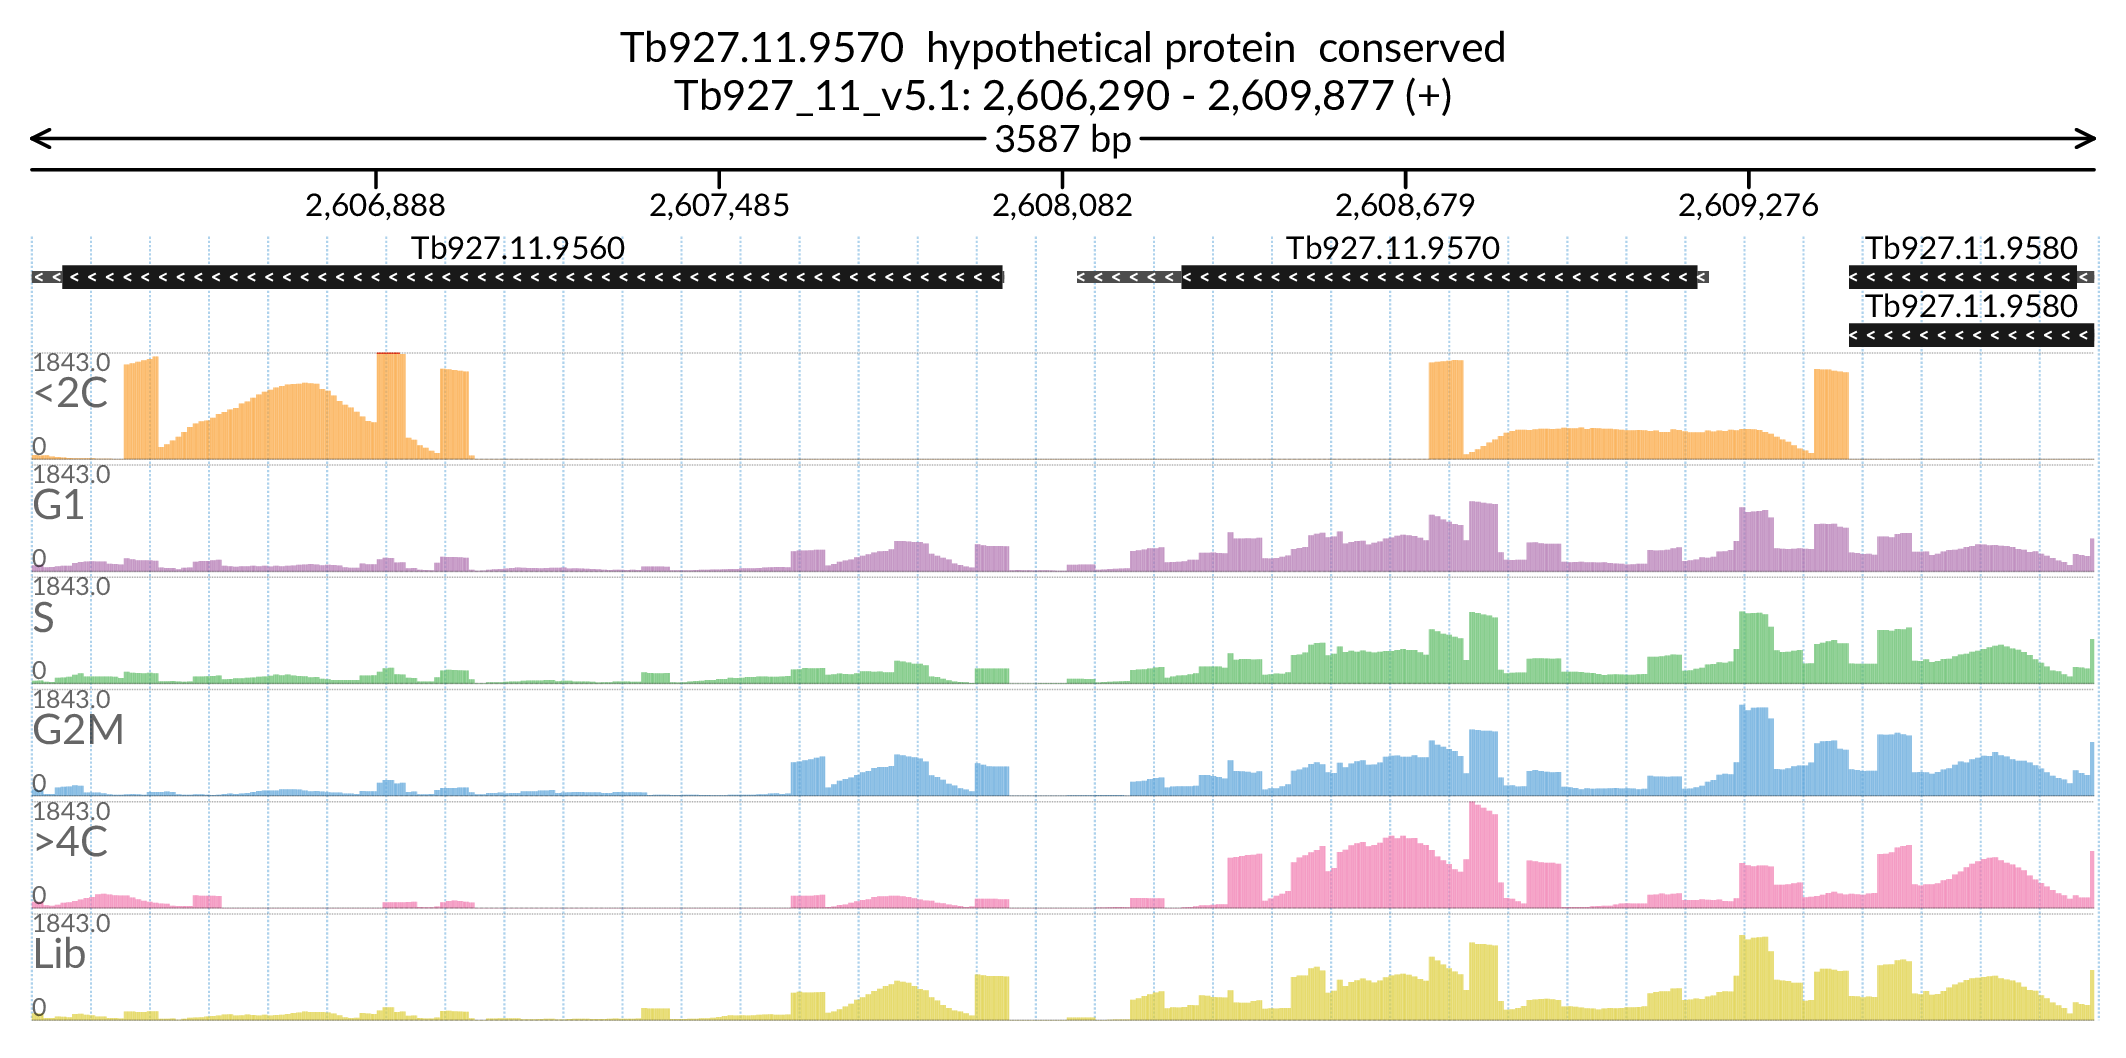 Tb927.11.9570 hypothetical protein conserved
Tb927_11_v5.1: 2,606,290 - 2,609,877 (+)
3587 bp
2,606,888 2,607,485 2,608,082 2,608,679 2,609,276
Tb927.11.9560 Tb927.11.9570 Tb927.11.9580
Tb927.11.9580
1843.0
<2C
0
1843.0
G1
0
1843.0
S
0
1843.0
G2M
0
1843.0
>4C
0
1843.0
Lib
0